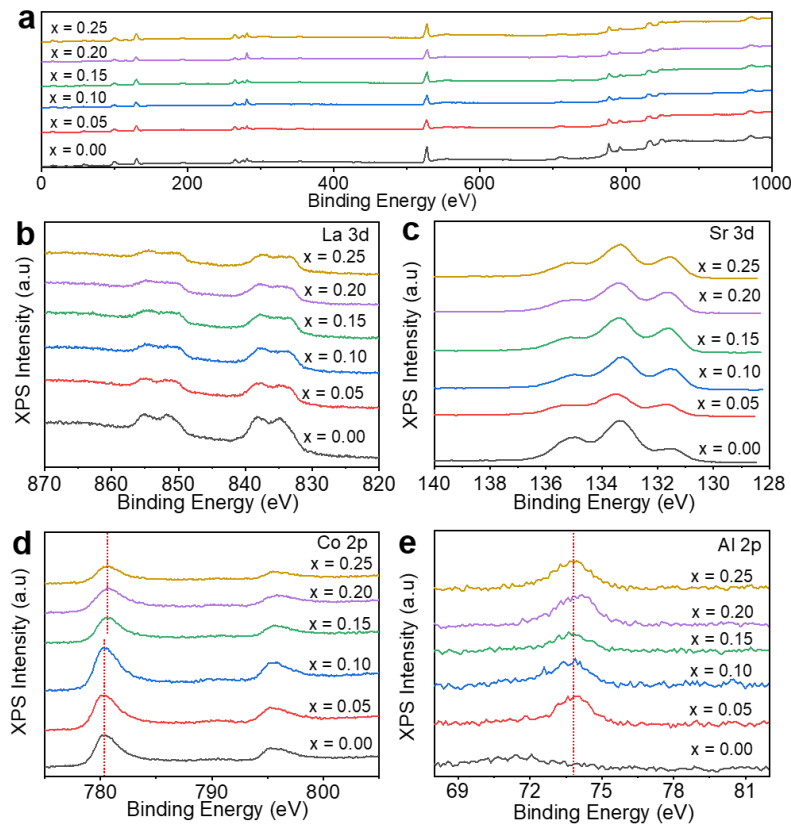 a
x = 0.25
x = 0.20
x = 0.15
x = 0.10
x = 0.05
x = 0.00
0 200 400 600 800 1000
Binding Energy (eV)
b
La 3d
XPS Intensity (a.u)
x = 0.25
x = 0.20
x = 0.15
x = 0.10
x = 0.05
x = 0.00
870 860 850 840 830 820
Binding Energy (eV)
c
Sr 3d
XPS Intensity (a.u)
x = 0.25
x = 0.20
x = 0.15
x = 0.10
x = 0.05
x = 0.00
140 138 136 134 132 130 128
Binding Energy (eV)
d
Co 2p
XPS Intensity (a.u)
x = 0.25
x = 0.20
x = 0.15
x = 0.10
x = 0.05
x = 0.00
780 790 800
Binding Energy (eV)
e
Al 2p
XPS Intensity (a.u)
x = 0.25
x = 0.20
x = 0.15
x = 0.10
x = 0.05
x = 0.00
69 72 75 78 81
Binding Energy (eV)